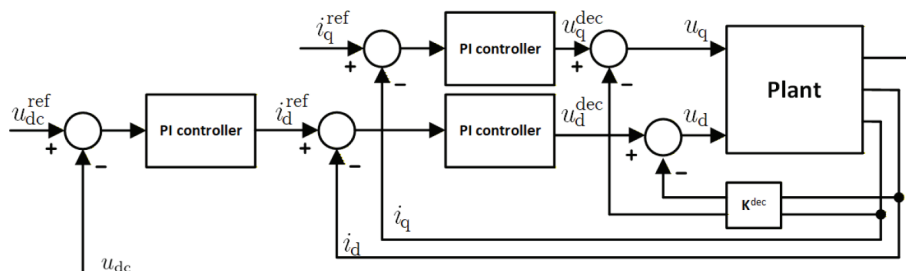 i_q^ref
PI controller
u_q^dec
u_q
Plant
u_dc^ref
PI controller
i_d^ref
PI controller
u_d^dec
u_d
K^dec
i_q
i_d
u_dc